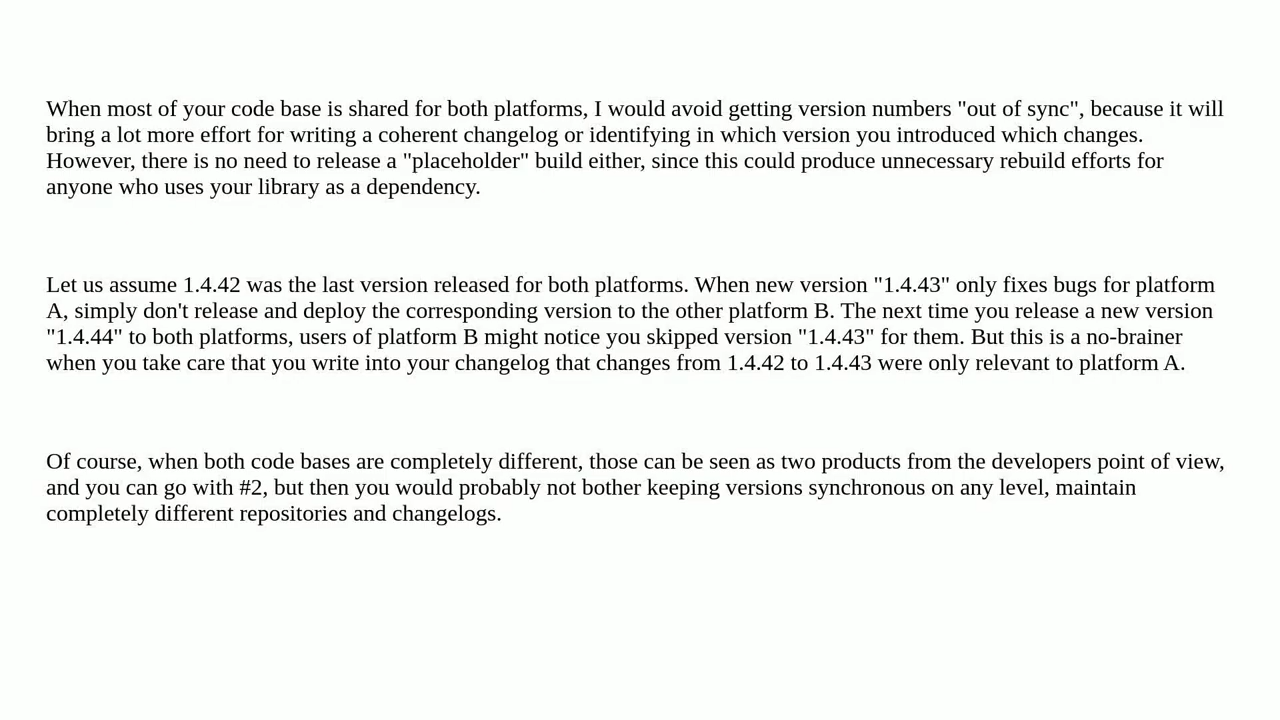 When most of your code base is shared for both platforms, I would avoid getting version numbers "out of sync", because it will
bring a lot more effort for writing a coherent changelog or identifying in which version you introduced which changes.
However, there is no need to release a "placeholder" build either, since this could produce unnecessary rebuild efforts for
anyone who uses your library as a dependency.
Let us assume 1.4.42 was the last version released for both platforms. When new version "1.4.43" only fixes bugs for platform
A, simply don't release and deploy the corresponding version to the other platform B. The next time you release a new version
"1.4.44" to both platforms, users of platform B might notice you skipped version "1.4.43" for them. But this is a no-brainer
when you take care that you write into your changelog that changes from 1.4.42 to 1.4.43 were only relevant to platform A.
Of course, when both code bases are completely different, those can be seen as two products from the developers point of view,
and you can go with #2, but then you would probably not bother keeping versions synchronous on any level, maintain
completely different repositories and changelogs.